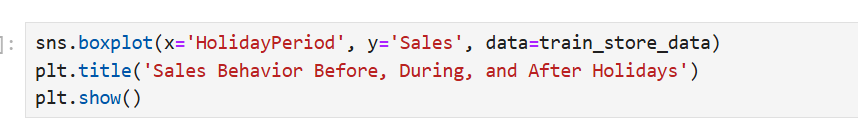 ]:
sns.boxplot(x='HolidayPeriod', y='Sales', data=train_store_data)
plt.title('Sales Behavior Before, During, and After Holidays')
plt.show()